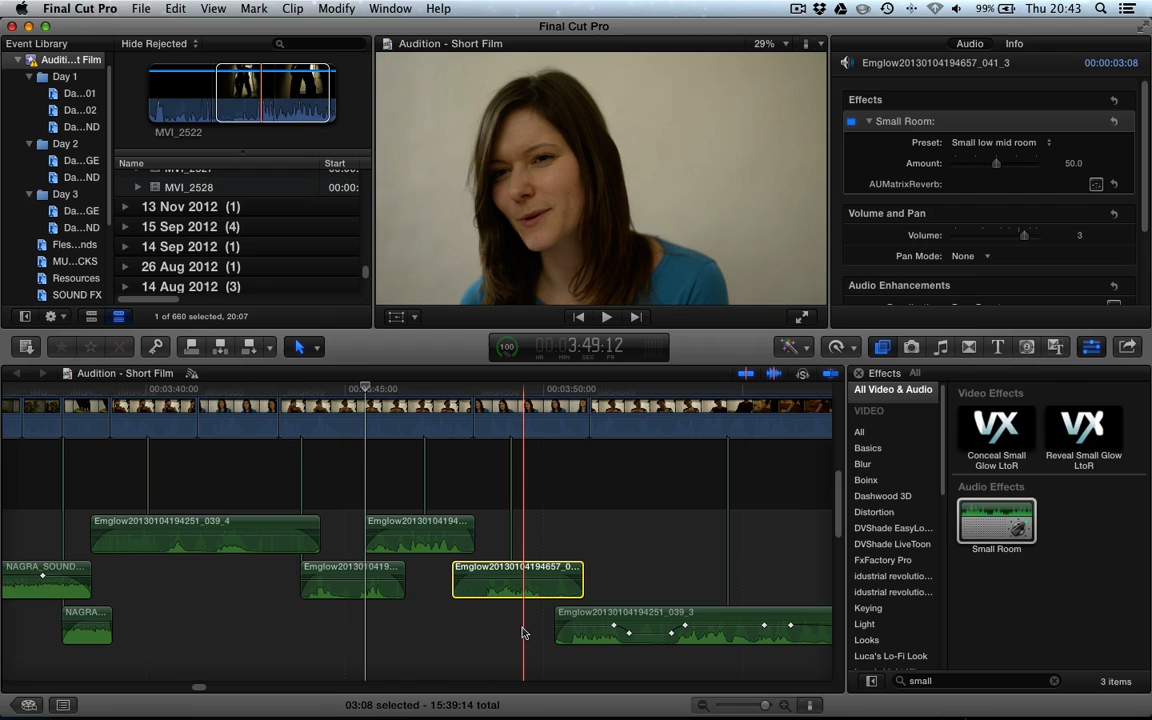 Final Cut Pro File Edit View Mark Clip Modify Window Help 99% Thu 20:43
Final Cut Pro
Event Library Hide Rejected
Auditi...t Film
Day 1
Da...01
Da...02
Da...ND
Day 2
Da...GE
Da...ND
Day 3
Da...GE
Da...ND
Fles...nds
MU...CKS
Resources
SOUND FX
MVI_2522
Name Start
MVI_2528 00:00:
13 Nov 2012 (1)
15 Sep 2012 (4)
14 Sep 2012 (1)
26 Aug 2012 (1)
14 Aug 2012 (3)
1 of 660 selected, 20:07
Audition - Short Film 29%
Audio Info
Emglow20130104194657_041_3 00:00:03:08
Effects
Small Room:
Preset: Small low mid room
Amount: 50.0
AUMatrixReverb:
Volume and Pan
Volume: 3
Pan Mode: None
Audio Enhancements
100 00:00:3:49:12
HR MIN SEC FR
Audition - Short Film
00:03:40:00 00:03:45:00 00:03:50:00
Emglow20130104194251_039_4
Emglow20130104194...
NAGRA_SOUND...
Emglow2013010419...
Emglow20130104194657_0...
NAGRA...
Emglow20130104194251_039_3
03:08 selected - 15:39:14 total
Effects All
All Video & Audio
VIDEO
All
Basics
Blur
Boinx
Dashwood 3D
Distortion
DVShade EasyLo...
DVShade LiveToon
FxFactory Pro
idustrial revolutio...
idustrial revolutio...
Keying
Light
Looks
Luca's Lo-Fi Look
Video Effects
VX VX
Conceal Small Glow LtoR
Reveal Small Glow LtoR
Audio Effects
Small Room
small 3 items